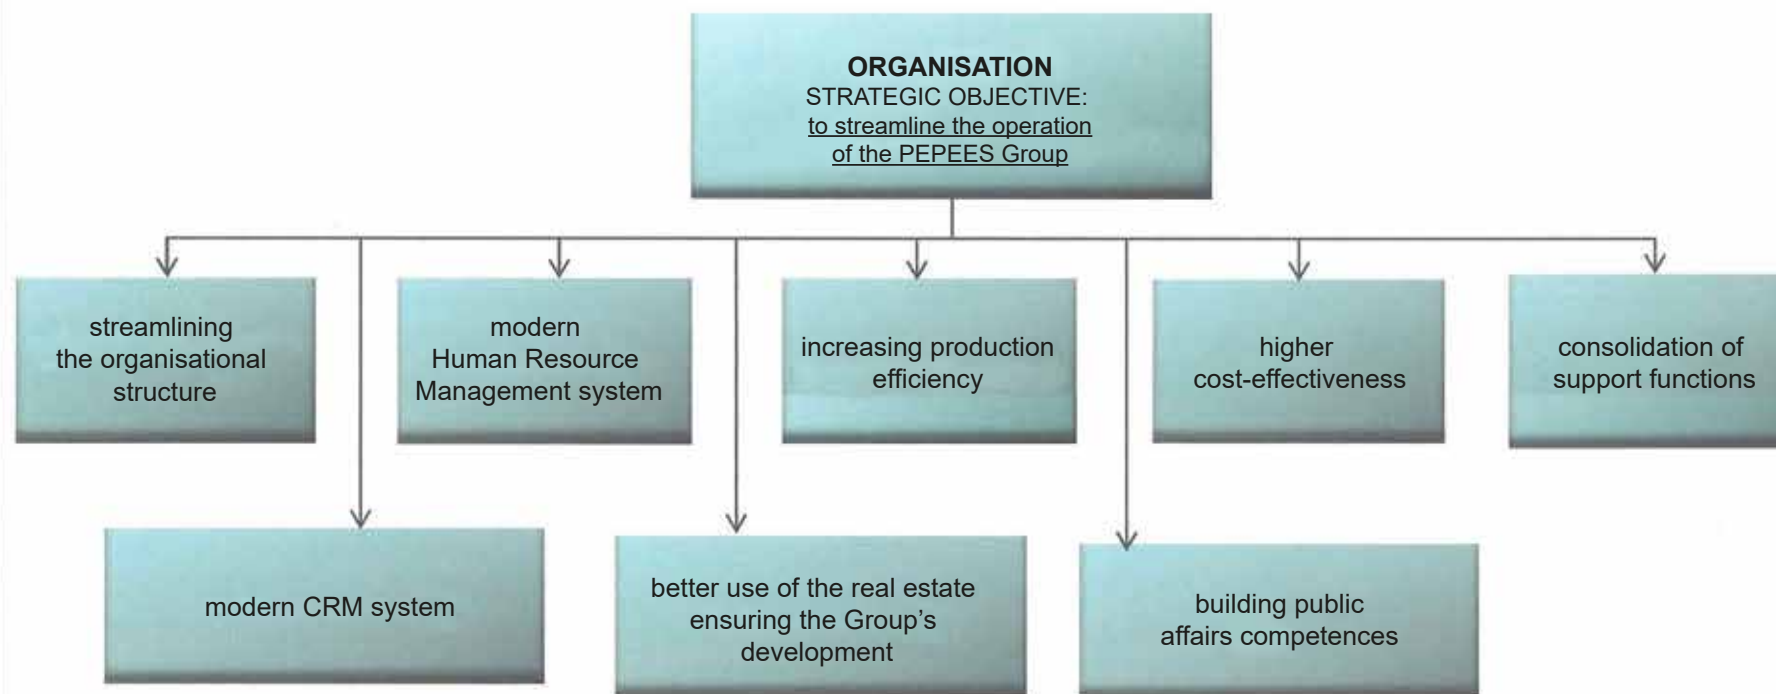 ORGANISATION
STRATEGIC OBJECTIVE:
to streamline the operation
of the PEPEES Group
streamlining
the organisational
structure
modern
Human Resource
Management system
increasing production
efficiency
higher
cost-effectiveness
consolidation of
support functions
modern CRM system
better use of the real estate
ensuring the Group’s
development
building public
affairs competences